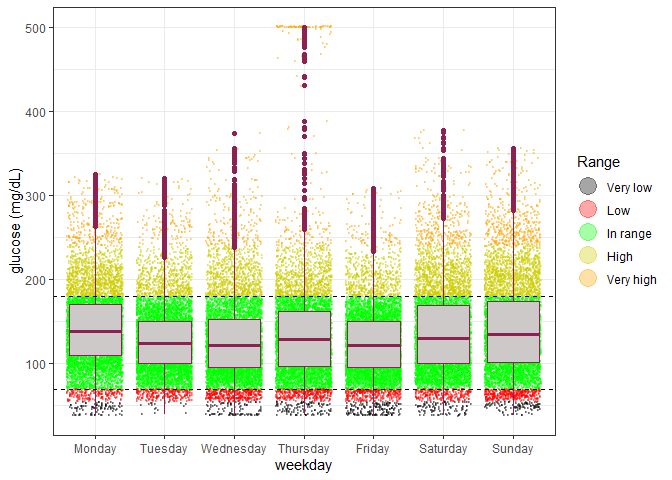 500
400
300
200
100
glucose (mg/dL)
Monday Tuesday Wednesday Thursday Friday Saturday Sunday
weekday
Range
Very low
Low
In range
High
Very high